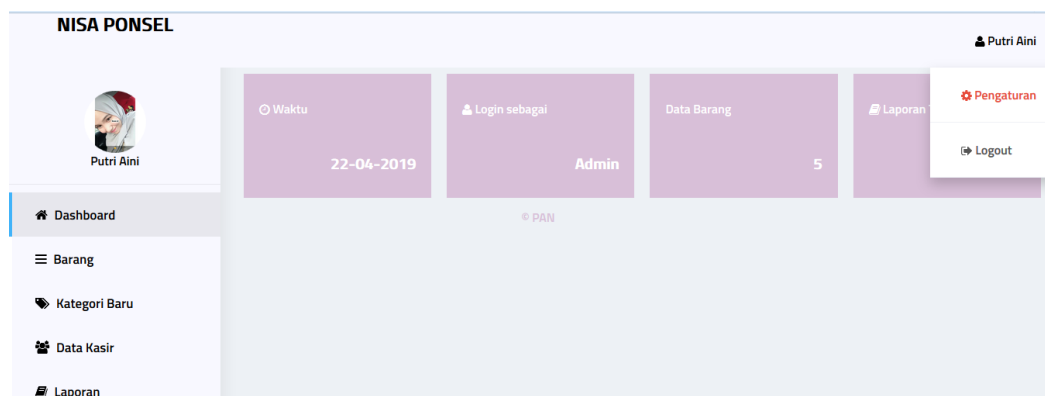 NISA PONSEL
Putri Aini
Pengaturan
Logout
Putri Aini
Dashboard
Barang
Kategori Baru
Data Kasir
Laporan
Waktu
22-04-2019
Login sebagai
Admin
Data Barang
5
Laporan
© PAN